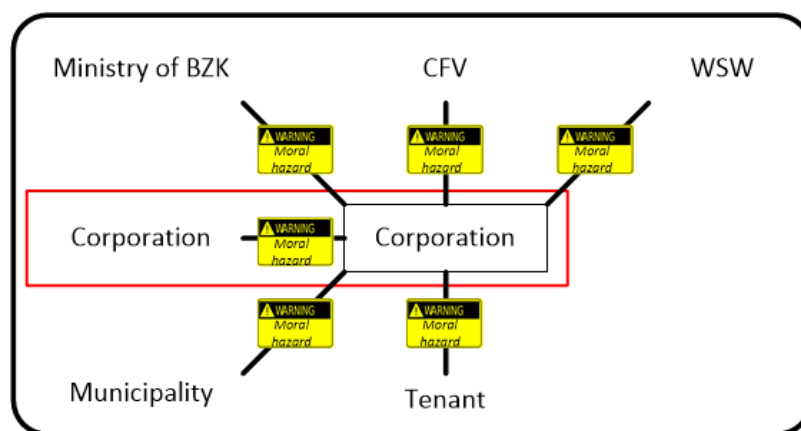 Ministry of BZK CFV WSW
WARNING WARNING WARNING
Moral Moral Moral
hazard hazard hazard
Corporation WARNING Corporation
Moral
hazard
WARNING WARNING
Moral Moral
hazard hazard
Municipality Tenant